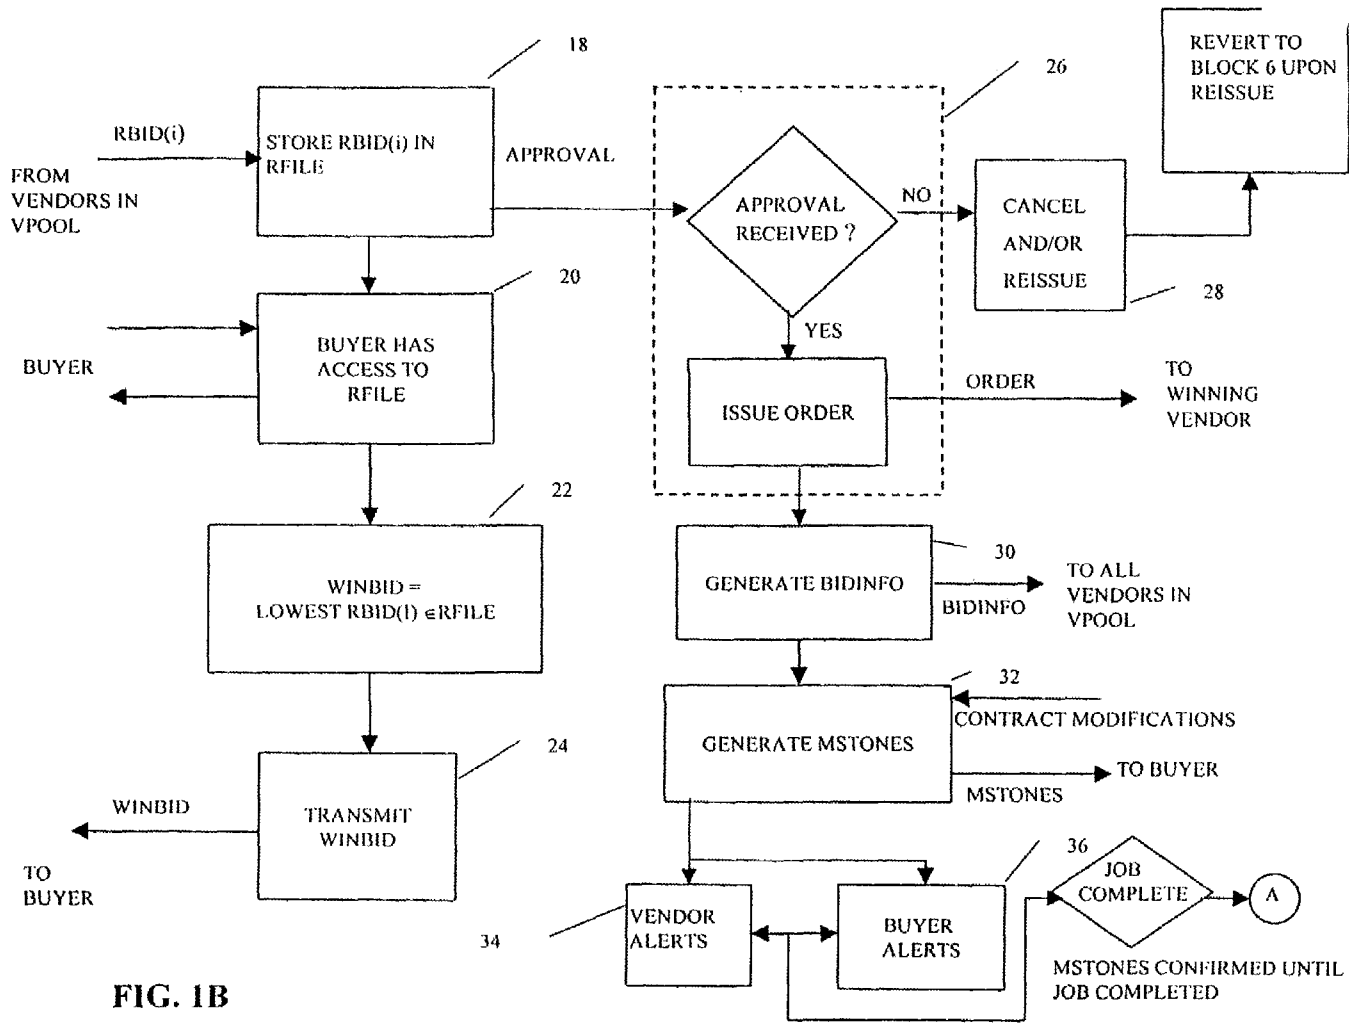 18
RBID(i)
FROM
VENDORS IN
VPOOL
STORE RBID(i) IN
RFILE
APPROVAL
26
APPROVAL
RECEIVED ?
NO
YES
CANCEL
AND/OR
REISSUE
28
REVERT TO
BLOCK 6 UPON
REISSUE
20
BUYER
BUYER HAS
ACCESS TO
RFILE
ISSUE ORDER
ORDER
TO
WINNING
VENDOR
22
WINBID =
LOWEST RBID(I) ∈RFILE
30
GENERATE BIDINFO
BIDINFO
TO ALL
VENDORS IN
VPOOL
32
GENERATE MSTONES
CONTRACT MODIFICATIONS
TO BUYER
MSTONES
24
WINBID
TRANSMIT
WINBID
TO
BUYER
34
VENDOR
ALERTS
36
BUYER
ALERTS
JOB
COMPLETE
A
MSTONES CONFIRMED UNTIL
JOB COMPLETED
FIG. 1B